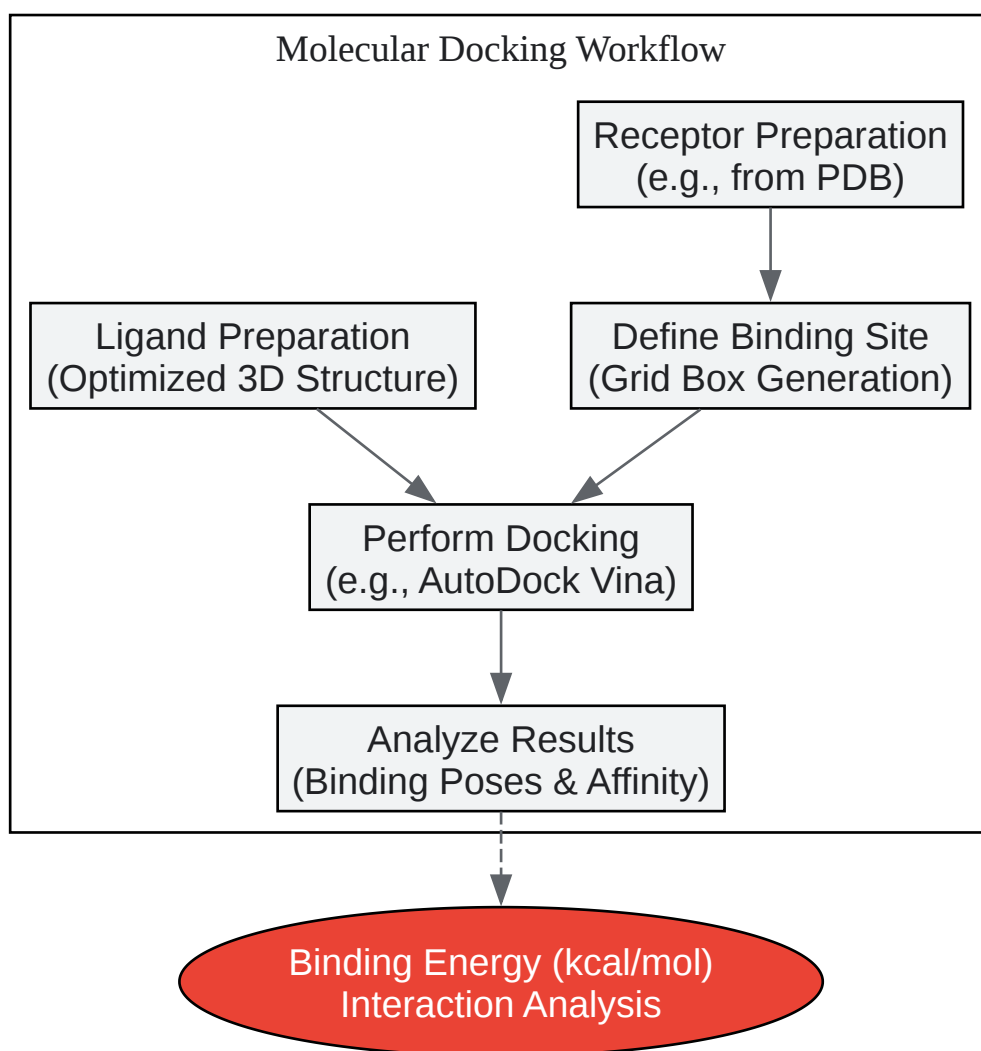 Molecular Docking Workflow
Receptor Preparation
(e.g., from PDB)
Ligand Preparation
(Optimized 3D Structure)
Define Binding Site
(Grid Box Generation)
Perform Docking
(e.g., AutoDock Vina)
Analyze Results
(Binding Poses & Affinity)
Binding Energy (kcal/mol)
Interaction Analysis